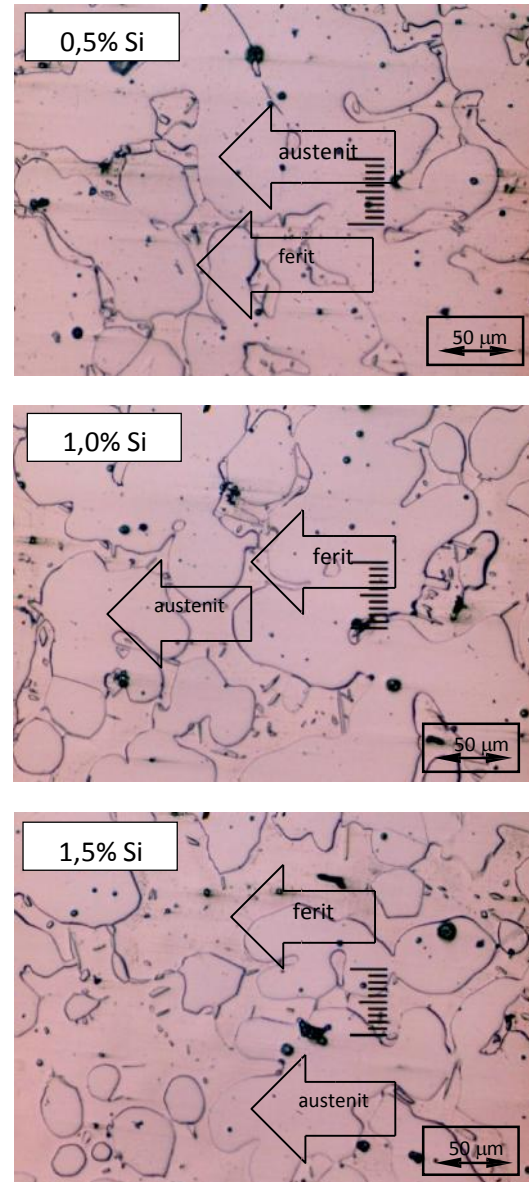 0,5% Si
austenit
ferit
50 μm
1,0% Si
ferit
austenit
50 μm
1,5% Si
ferit
austenit
50 μm